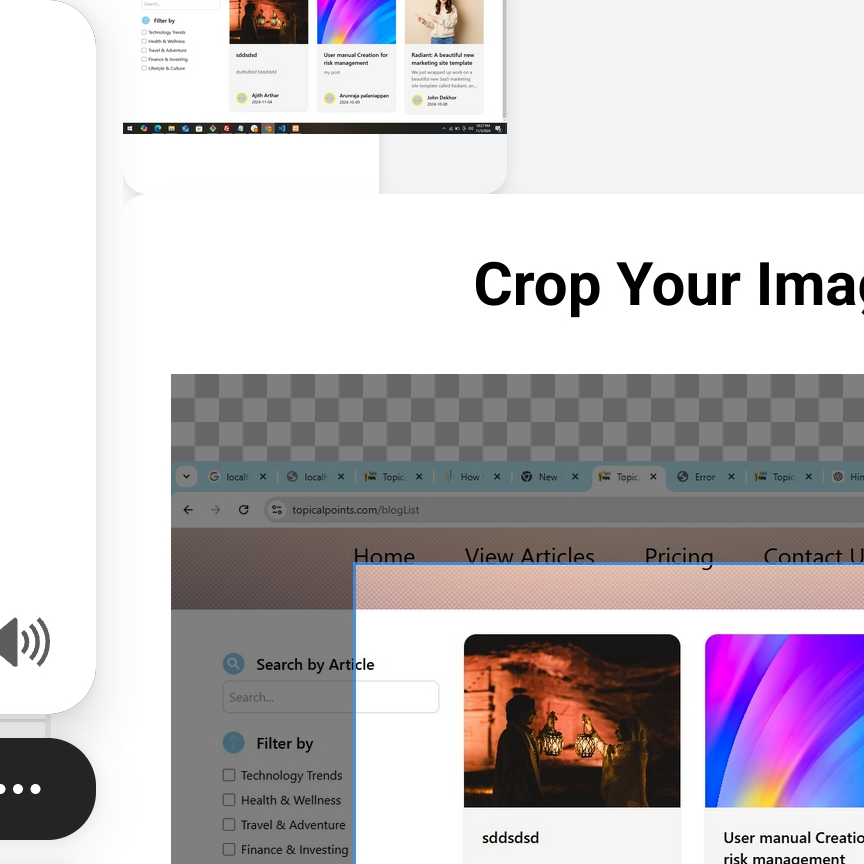 Search...
Filter by
Technology Trends
Health & Wellness
Travel & Adventure
Finance & Investing
Lifestyle & Culture
sddsdsd
User manual Creation for
risk management
my post
Radiant: A beautiful new
marketing site template
We just wrapped up work on a
beautiful new SaaS marketing
site template called Radiant, an...
Ajith Arthar
2024-11-04
Arunraja palaniappan
2024-10-09
John Dekhor
2024-10-08
Crop Your Imag
localh
localh
Topic
How
New
Topic
Error
Topic
Hin
topicalpoints.com/blogList
Home View Articles Pricing Contact U
Search by Article
Search...
Filter by
Technology Trends
Health & Wellness
Travel & Adventure
Finance & Investing
sddsdsd
User manual Creatio
risk management